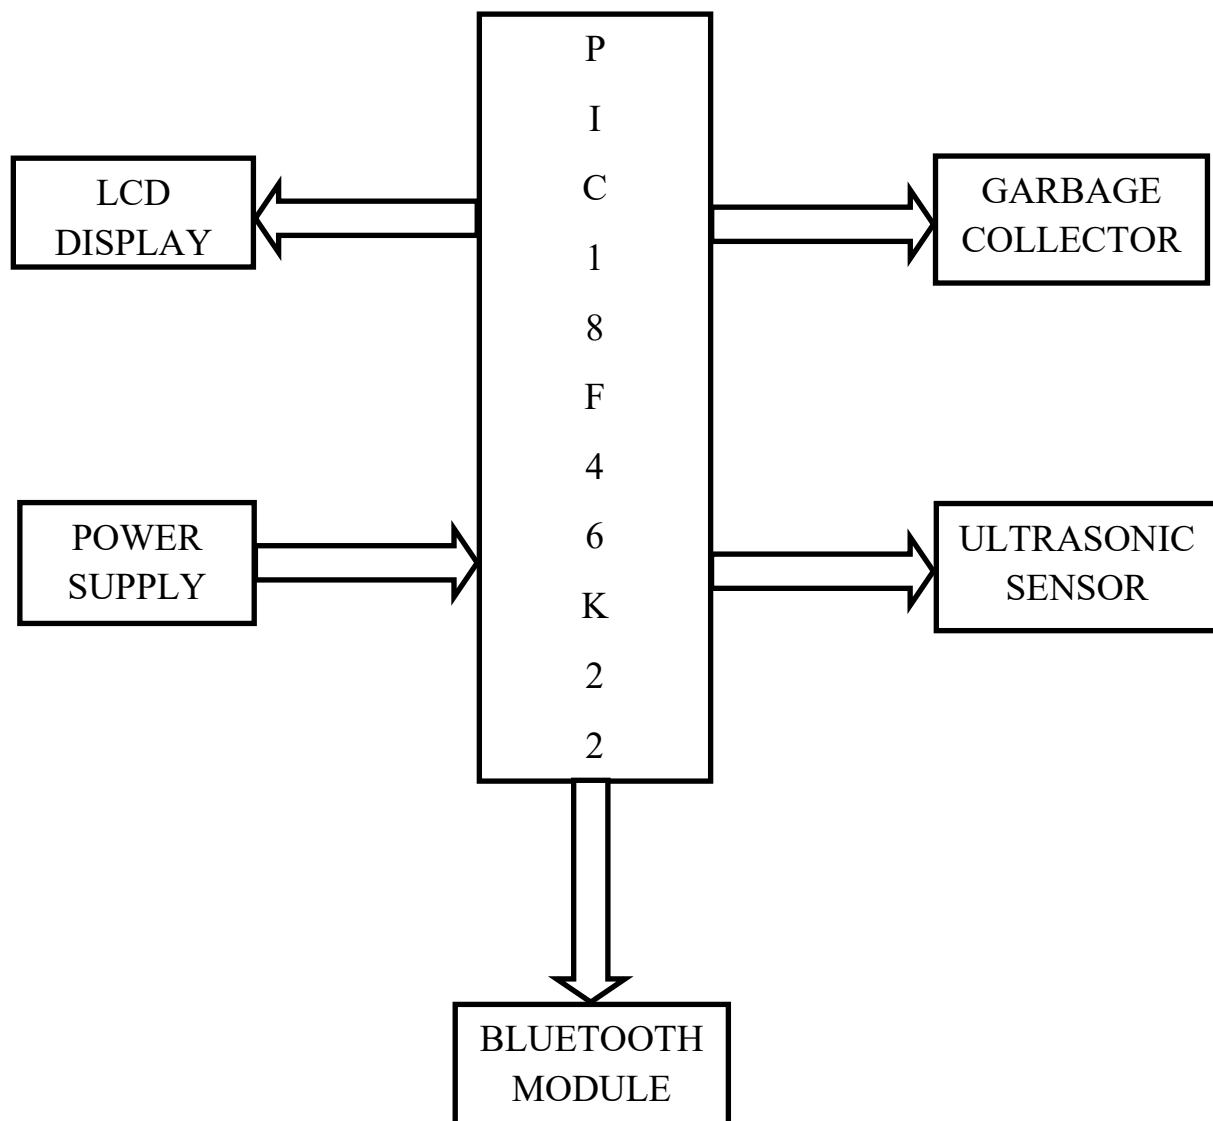 P
I
C
1
8
F
4
6
K
2
2
LCD
DISPLAY
GARBAGE
COLLECTOR
POWER
SUPPLY
ULTRASONIC
SENSOR
BLUETOOTH
MODULE